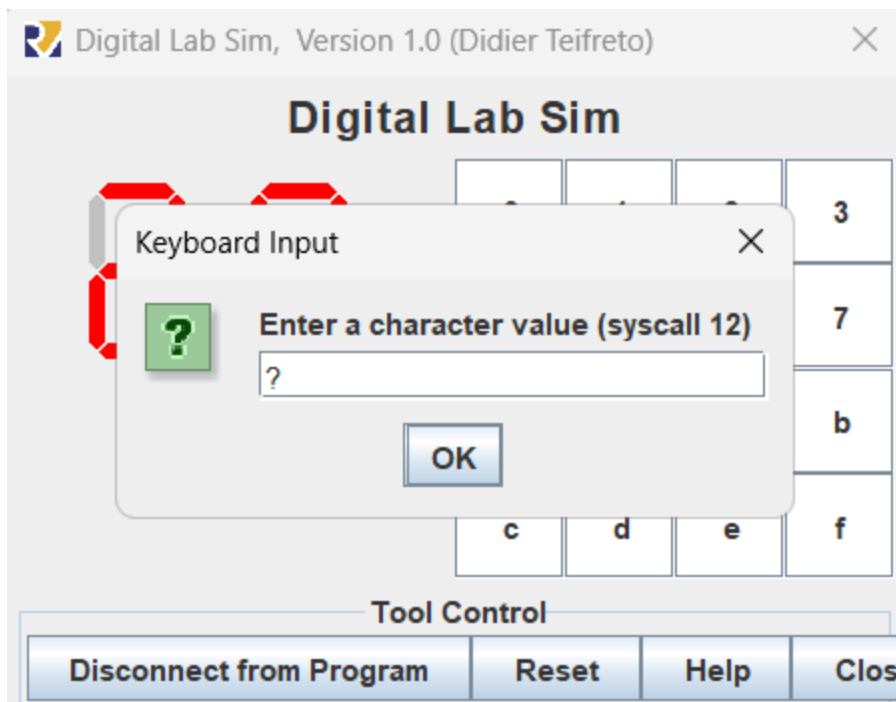 Digital Lab Sim, Version 1.0 (Didier Teifreto)
Digital Lab Sim
3
Keyboard Input
Enter a character value (syscall 12)
7
?
OK
b
c d e f
Tool Control
Disconnect from Program Reset Help